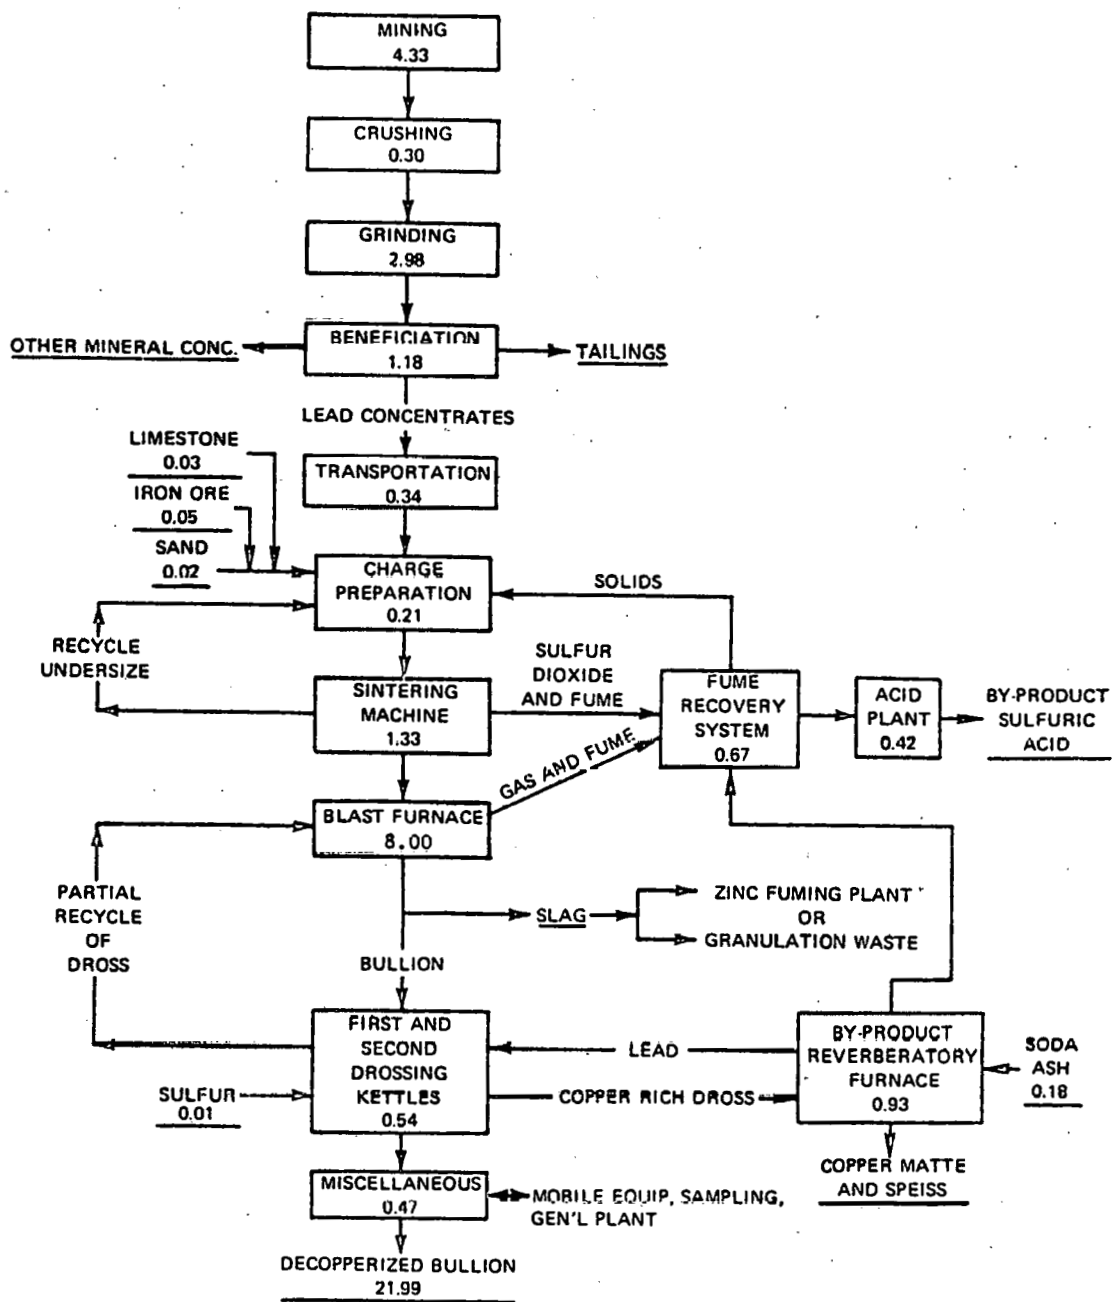 MINING
4.33
CRUSHING
0.30
GRINDING
2.98
BENEFICIATION
1.18
OTHER MINERAL CONC.
TAILINGS
LEAD CONCENTRATES
LIMESTONE
0.03
IRON ORE
0.05
SAND
0.02
TRANSPORTATION
0.34
CHARGE
PREPARATION
0.21
SOLIDS
RECYCLE
UNDERSIZE
SINTERING
MACHINE
1.33
SULFUR
DIOXIDE
AND FUME
FUME
RECOVERY
SYSTEM
0.67
ACID
PLANT
0.42
BY-PRODUCT
SULFURIC
ACID
GAS AND FUME
BLAST FURNACE
8.00
PARTIAL
RECYCLE
OF
DROSS
SLAG
ZINC FUMING PLANT
OR
GRANULATION WASTE
BULLION
FIRST AND
SECOND
DROSSING
KETTLES
0.54
LEAD
COPPER RICH DROSS
BY-PRODUCT
REVERBERATORY
FURNACE
0.93
SODA
ASH
0.18
SULFUR
0.01
COPPER MATTE
AND SPEISS
MISCELLANEOUS
0.47
MOBILE EQUIP, SAMPLING,
GEN'L PLANT
DECOPPERIZED BULLION
21.99